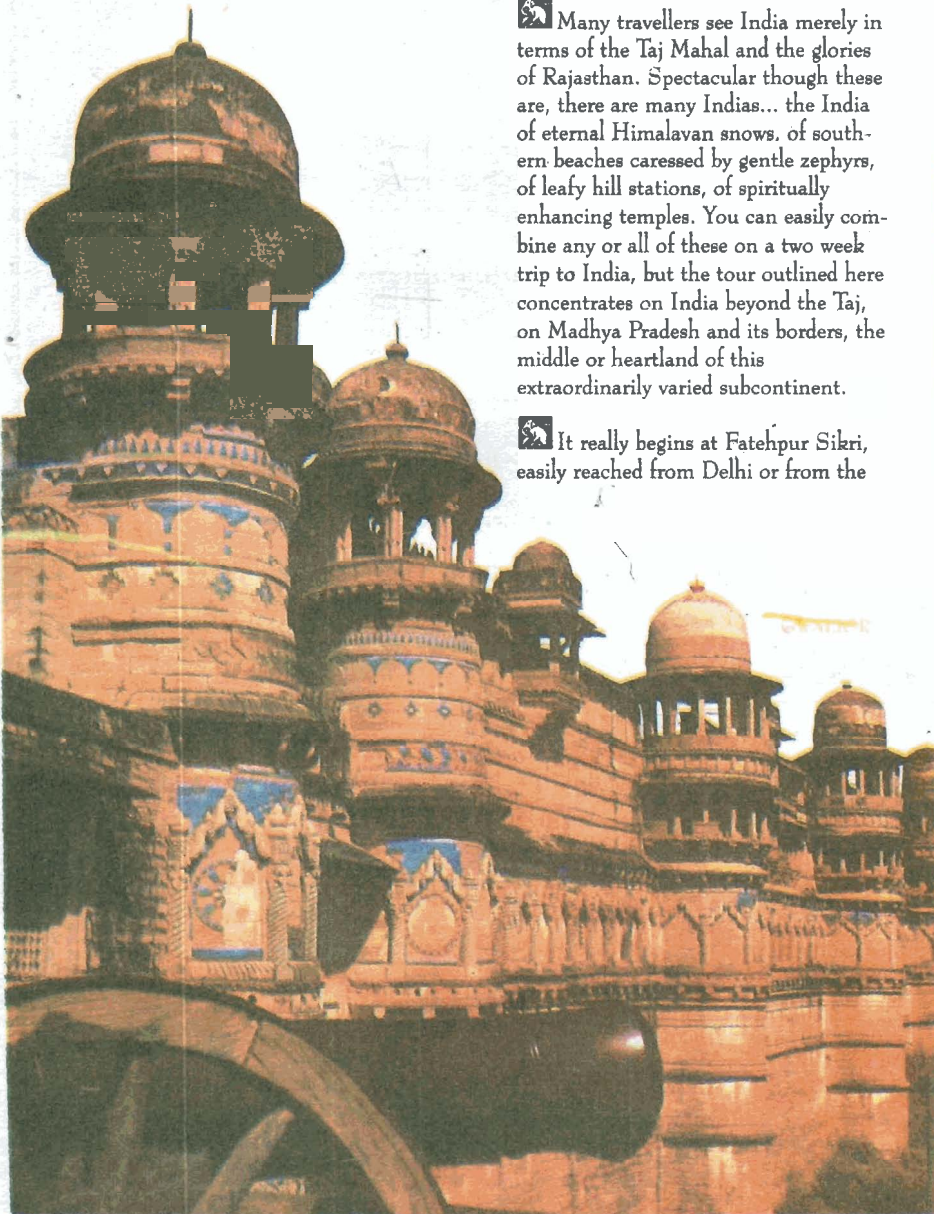 Many travellers see India merely in
terms of the Taj Mahal and the glories
of Rajasthan. Spectacular though these
are, there are many Indias... the India
of eternal Himalavan snows. of south-
ern beaches caressed by gentle zephyrs,
of leafy hill stations, of spiritually
enhancing temples. You can easily com-
bine any or all of these on a two week
trip to India, but the tour outlined here
concentrates on India beyond the Taj,
on Madhya Pradesh and its borders, the
middle or heartland of this
extraordinarily varied subcontinent.
It really begins at Fatehpur Sikri,
easily reached from Delhi or from the